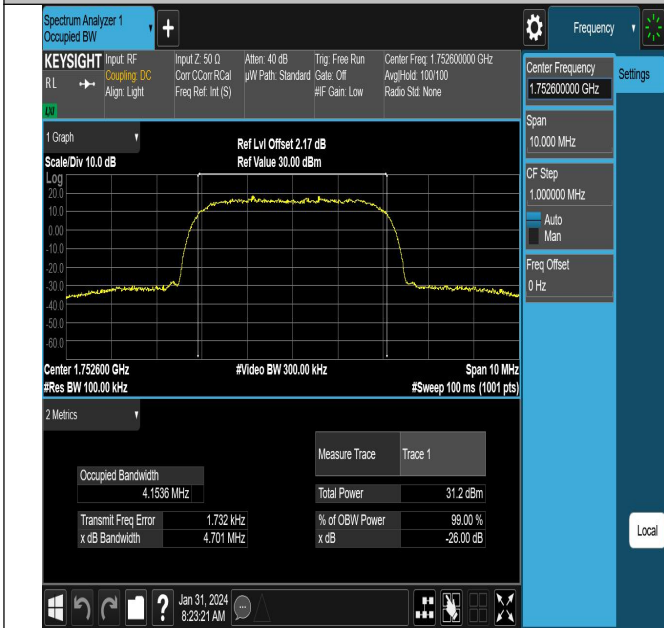 Spectrum Analyzer 1
Occupied BW
+
Frequency
KEYSIGHT
RL
LXI
Input: RF
Coupling: DC
Align: Light
Input Z: 50 Ω
Corr CCorr RCal
Freq Ref: Int (S)
Atten: 40 dB
µW Path: Standard
Trig: Free Run
Gate: Off
#IF Gain: Low
Center Freq: 1.752600000 GHz
Avg|Hold: 100/100
Radio Std: None
Center Frequency
1.752600000 GHz
Settings
Span
10.000 MHz
CF Step
1.000000 MHz
Auto
Man
Freq Offset
0 Hz
Local
1 Graph
Scale/Div 10.0 dB
Ref Lvl Offset 2.17 dB
Ref Value 30.00 dBm
Log
20.0
10.0
0.00
-10.0
-20.0
-30.0
-40.0
-50.0
-60.0
Center 1.752600 GHz
#Video BW 300.00 kHz
Span 10 MHz
#Res BW 100.00 kHz
#Sweep 100 ms (1001 pts)
2 Metrics
Measure Trace
Trace 1
Occupied Bandwidth
4.1536 MHz
Total Power
31.2 dBm
Transmit Freq Error
1.732 kHz
% of OBW Power
99.00 %
x dB Bandwidth
4.701 MHz
x dB
-26.00 dB
?
Jan 31, 2024
8:23:21 AM